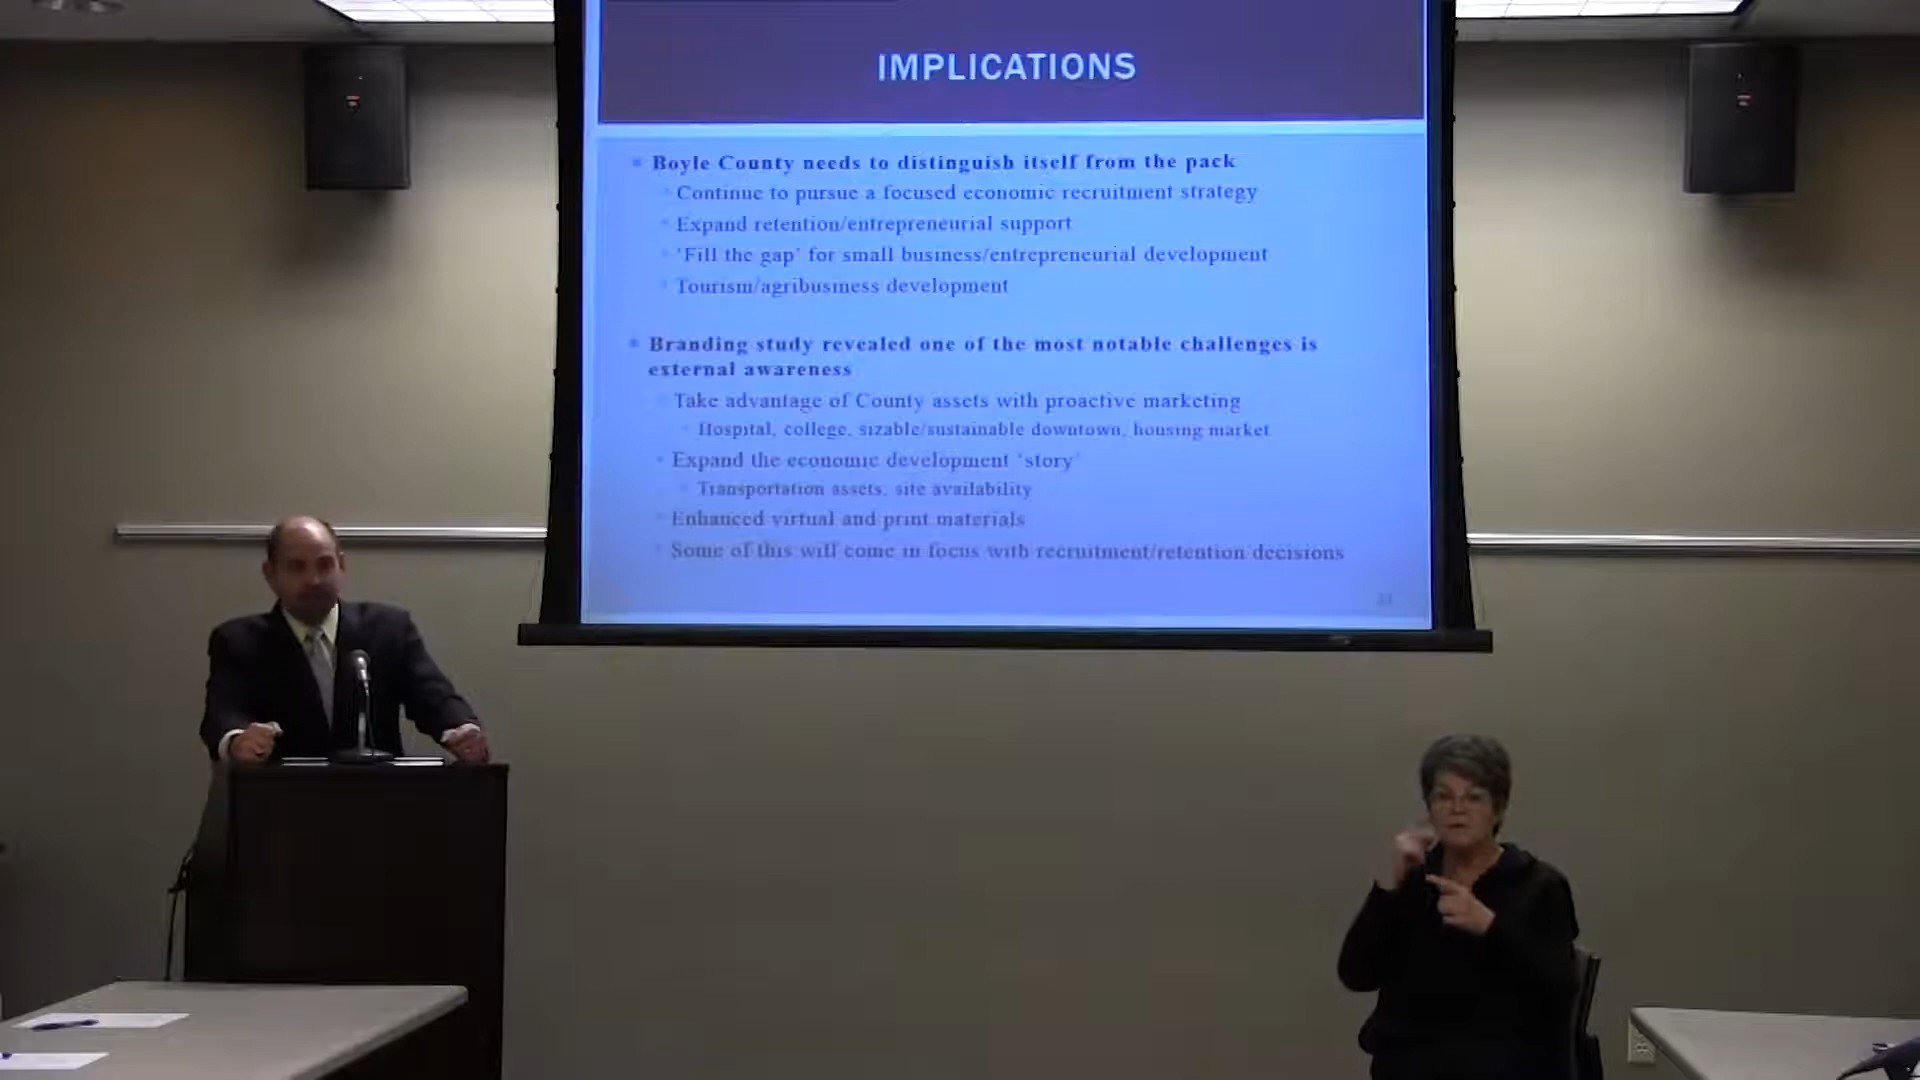 IMPLICATIONS
Boyle County needs to distinguish itself from the pack
Continue to pursue a focused economic recruitment strategy
Expand retention/entrepreneurial support
‘Fill the gap’ for small business/entrepreneurial development
Tourism/agribusiness development
Branding study revealed one of the most notable challenges is
external awareness
Take advantage of County assets with proactive marketing
Hospital, college, sizable/sustainable downtown, housing market
Expand the economic development ‘story’
Transportation assets, site availability
Enhanced virtual and print materials
Some of this will come in focus with recruitment/retention decisions